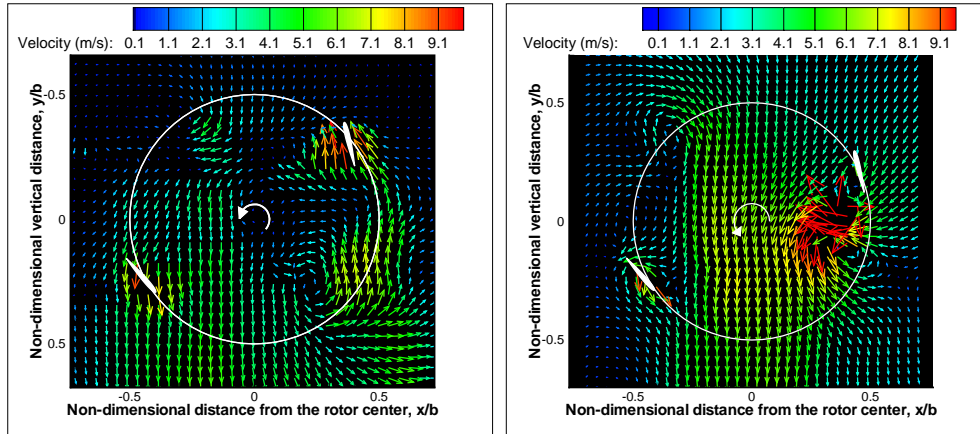 Velocity (m/s): 0.1 1.1 2.1 3.1 4.1 5.1 6.1 7.1 8.1 9.1
Non-dimensional vertical distance, y/b
-0.5
0
0.5
-0.5 0 0.5
Non-dimensional distance from the rotor center, x/b
Velocity (m/s): 0.1 1.1 2.1 3.1 4.1 5.1 6.1 7.1 8.1 9.1
Non-dimensional vertical distance, y/b
0.5
0
-0.5
-0.5 0 0.5
Non-dimensional distance from the rotor center, x/b